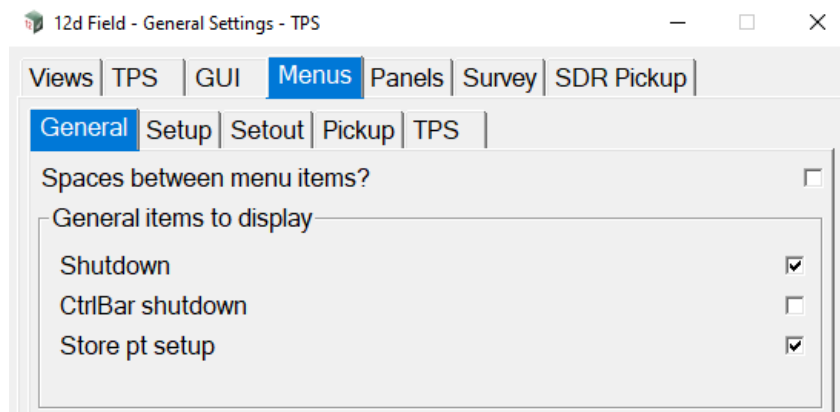 12d Field - General Settings - TPS
Views TPS GUI Menus Panels Survey SDR Pickup
General Setup Setout Pickup TPS
Spaces between menu items?
General items to display
Shutdown
CtrlBar shutdown
Store pt setup